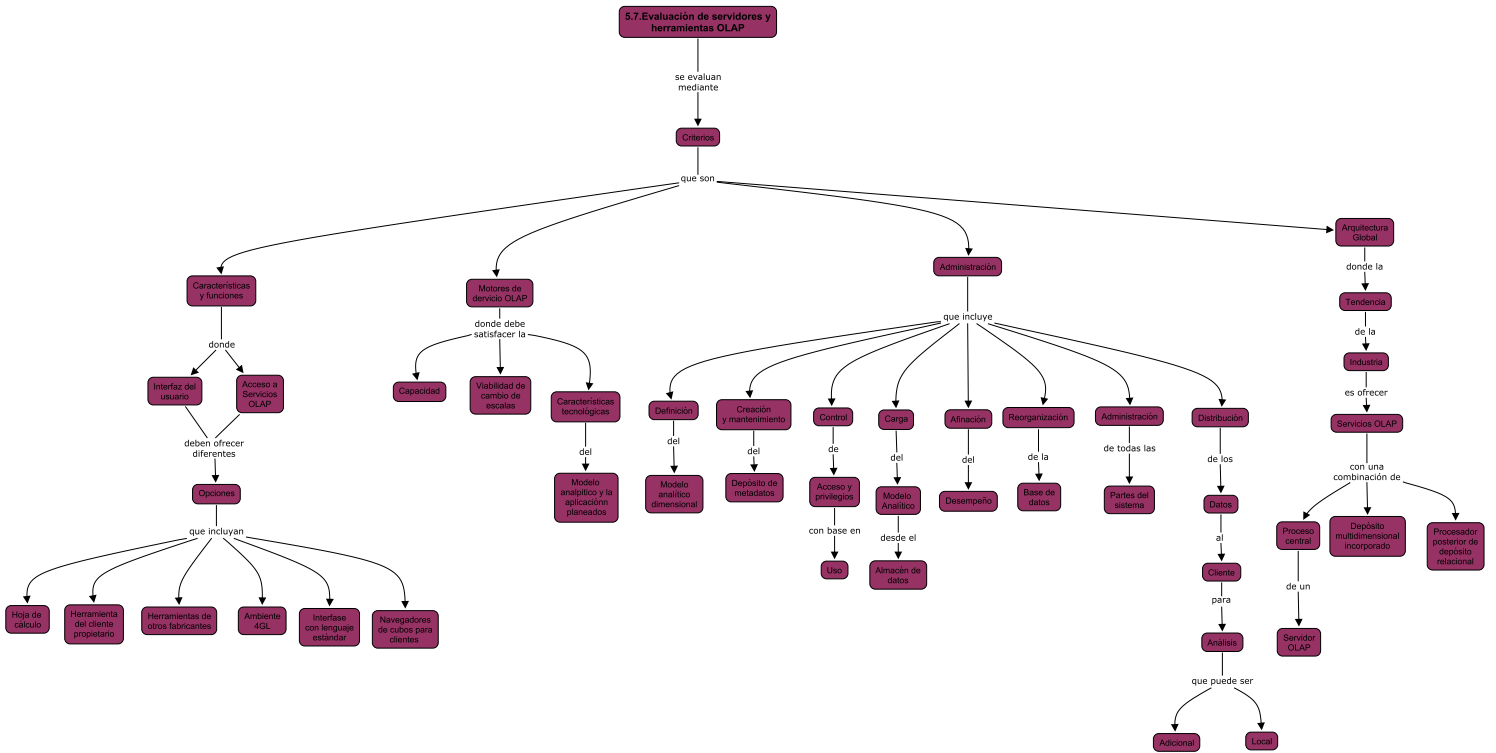 5.7.Evaluación de servidores y
herramientas OLAP
se evaluan
mediante
Criterios
que son
Características
y funciones
donde
Interfaz del
usuario
Acceso a
Servicios
OLAP
deben ofrecer
diferentes
Opciones
que incluyan
Hoja de
cálculo
Herramienta
del cliente
propietario
Herramientas de
otros fabricantes
Ambiente
4GL
Interfase
con lenguaje
estándar
Navegadores
de cubos para
clientes
Motores de
dervicio OLAP
donde debe
satisfacer la
Capacidad
Viabilidad de
cambio de
escalas
Características
tecnológicas
del
Modelo
analpitico y la
aplicaciónn
planeados
Administración
que incluye
Definición
del
Modelo
analítico
dimensional
Creación
y mantenimiento
del
Depósito de
metadatos
Control
de
Acceso y
privilegios
con base en
Uso
Carga
del
Modelo
Analítico
desde el
Almacén de
datos
Afinación
del
Desempeño
Reorganización
de la
Base de
datos
Administración
de todas las
Partes del
sistema
Distribución
de los
Datos
al
Cliente
para
Análisis
que puede ser
Adicional
Local
Arquitectura
Global
donde la
Tendencia
de la
Industria
es ofrecer
Servicios OLAP
con una
combinación de
Proceso
central
de un
Servidor
OLAP
Depósito
multidimensional
incorporado
Procesador
posterior de
depósito
relacional